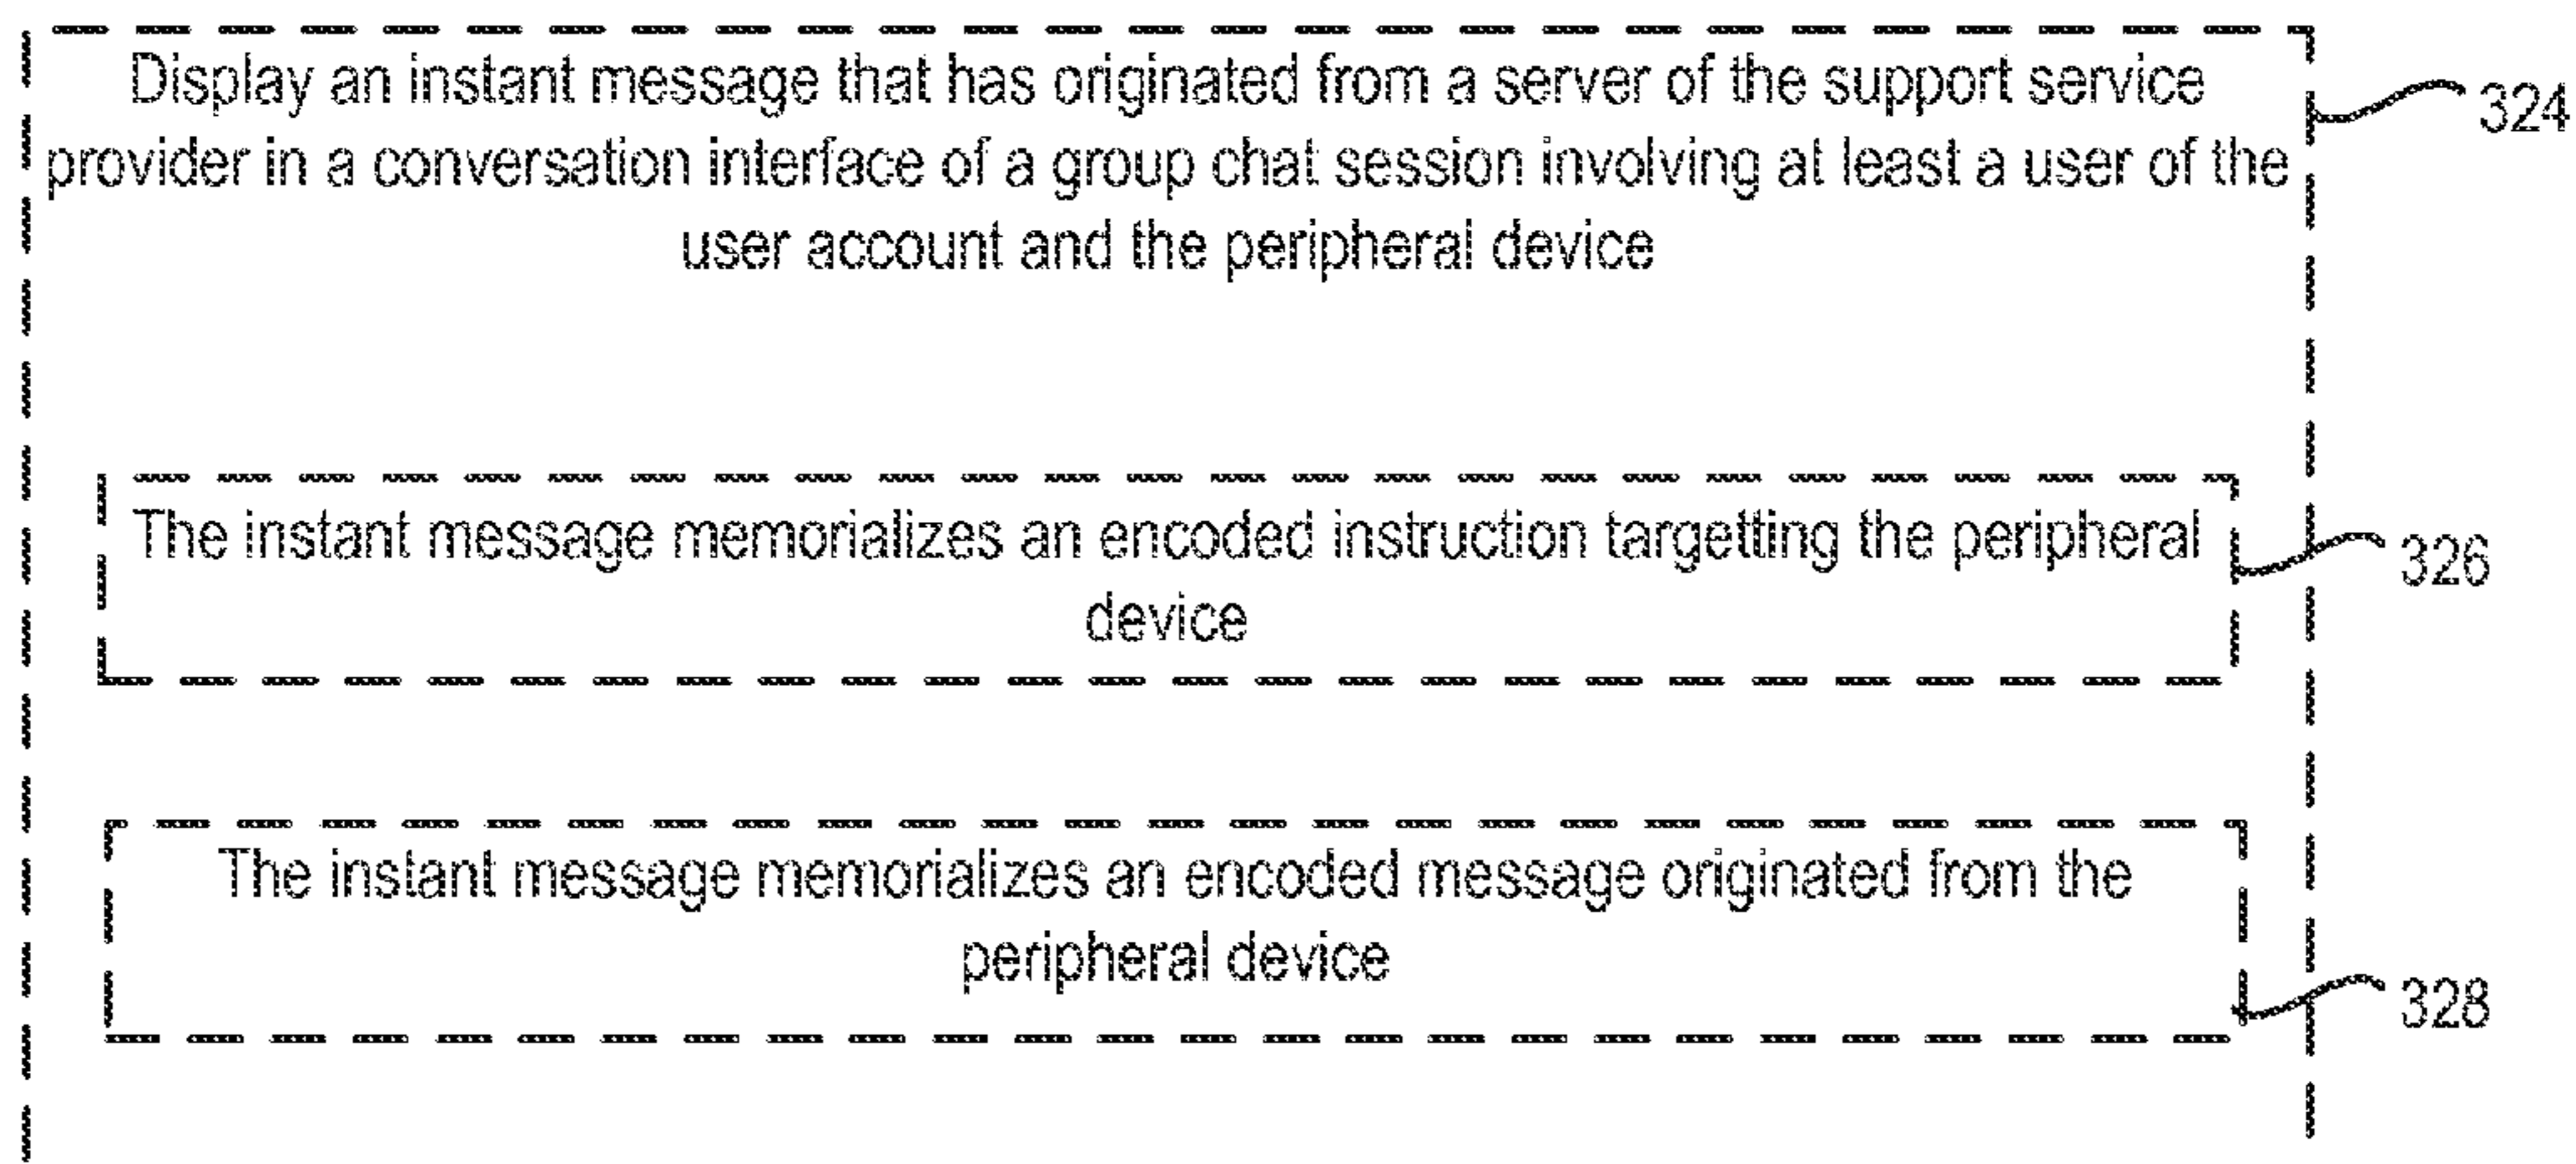 Display an instant message that has originated from a server of the support service
324
provider in a conversation interface of a group chat session involving at least a user of the
user account and the peripheral device
The instant message memorializes an encoded instruction targetting the peripheral
326
device
The instant message memorializes an encoded message originated from the
peripheral device
328